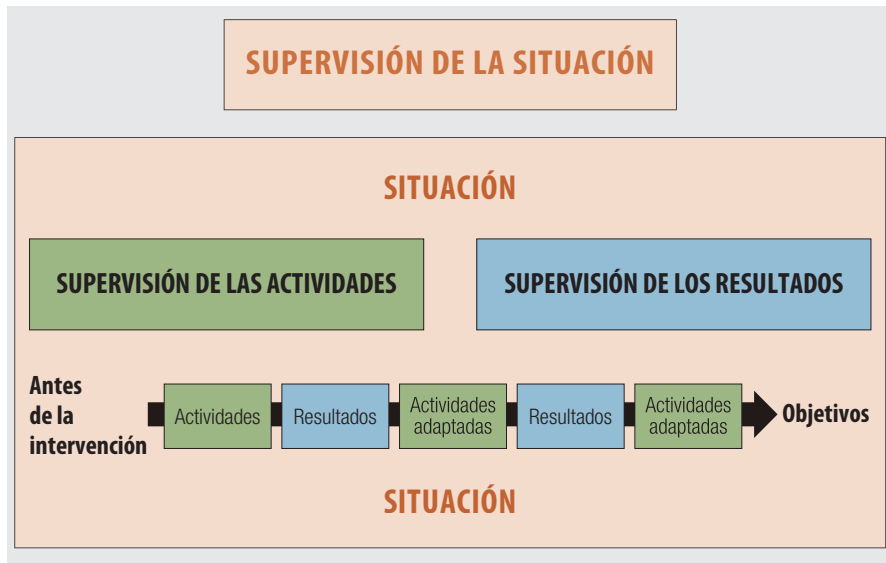 SUPERVISIÓN DE LA SITUACIÓN
SITUACIÓN
SUPERVISIÓN DE LAS ACTIVIDADES
SUPERVISIÓN DE LOS RESULTADOS
Antes
de la
intervención
Actividades
Resultados
Actividades
adaptadas
Resultados
Actividades
adaptadas
Objetivos
SITUACIÓN